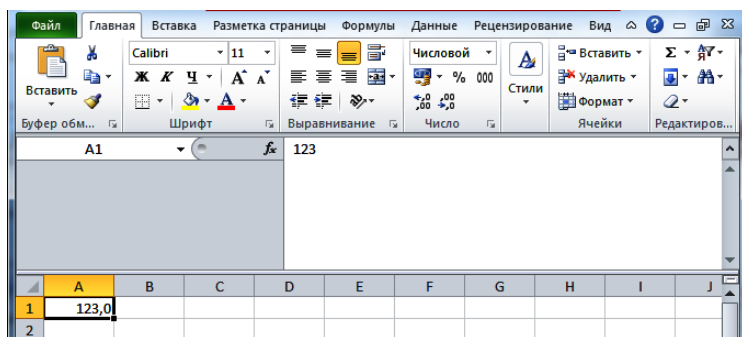 Файл Главная Вставка Разметка страницы Формулы Данные Рецензирование Вид
Calibri 11 Числовой Вставить Σ
Ж К Ч А А % 000 Удалить
Вставить Стили Формат
Буфер обм... Шрифт Выравнивание Число Ячейки Редактиров...
A1 fx 123
A B C D E F G H I J
1 123,0
2